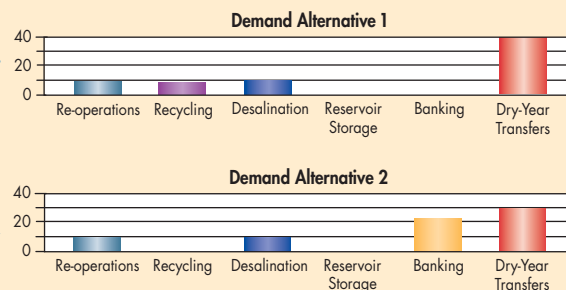 Demand Alternative 1
40
20
0
Re-operations Recycling Desalination Reservoir Storage Banking Dry-Year Transfers
Demand Alternative 2
40
20
0
Re-operations Recycling Desalination Reservoir Storage Banking Dry-Year Transfers